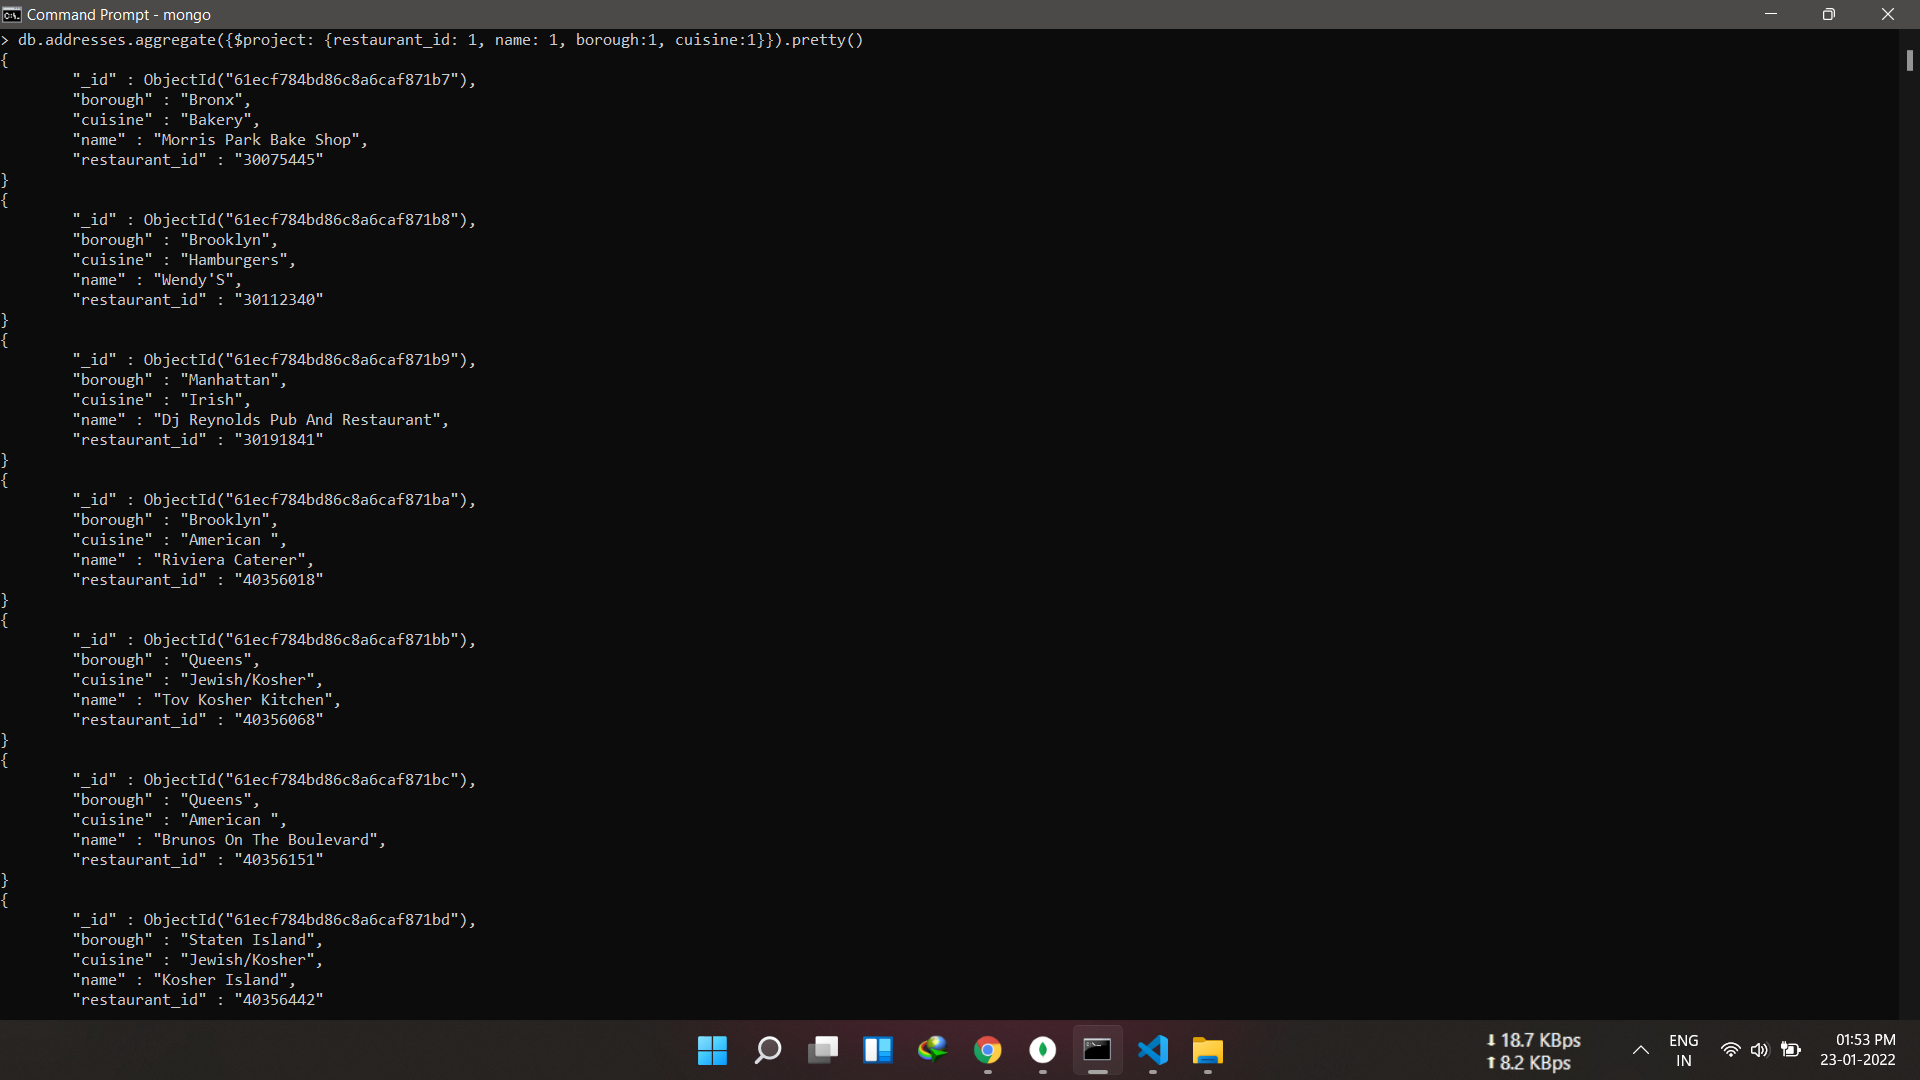 Command Prompt - mongo
> db.addresses.aggregate({$project: {restaurant_id: 1, name: 1, borough:1, cuisine:1}}).pretty()
{
"_id" : ObjectId("61ecf784bd86c8a6caf871b7"),
"borough" : "Bronx",
"cuisine" : "Bakery",
"name" : "Morris Park Bake Shop",
"restaurant_id" : "30075445"
}
{
"_id" : ObjectId("61ecf784bd86c8a6caf871b8"),
"borough" : "Brooklyn",
"cuisine" : "Hamburgers",
"name" : "Wendy'S",
"restaurant_id" : "30112340"
}
{
"_id" : ObjectId("61ecf784bd86c8a6caf871b9"),
"borough" : "Manhattan",
"cuisine" : "Irish",
"name" : "Dj Reynolds Pub And Restaurant",
"restaurant_id" : "30191841"
}
{
"_id" : ObjectId("61ecf784bd86c8a6caf871ba"),
"borough" : "Brooklyn",
"cuisine" : "American ",
"name" : "Riviera Caterer",
"restaurant_id" : "40356018"
}
{
"_id" : ObjectId("61ecf784bd86c8a6caf871bb"),
"borough" : "Queens",
"cuisine" : "Jewish/Kosher",
"name" : "Tov Kosher Kitchen",
"restaurant_id" : "40356068"
}
{
"_id" : ObjectId("61ecf784bd86c8a6caf871bc"),
"borough" : "Queens",
"cuisine" : "American ",
"name" : "Brunos On The Boulevard",
"restaurant_id" : "40356151"
}
{
"_id" : ObjectId("61ecf784bd86c8a6caf871bd"),
"borough" : "Staten Island",
"cuisine" : "Jewish/Kosher",
"name" : "Kosher Island",
"restaurant_id" : "40356442"
⬇ 18.7 KBps
⬆ 8.2 KBps
ENG
IN
01:53 PM
23-01-2022